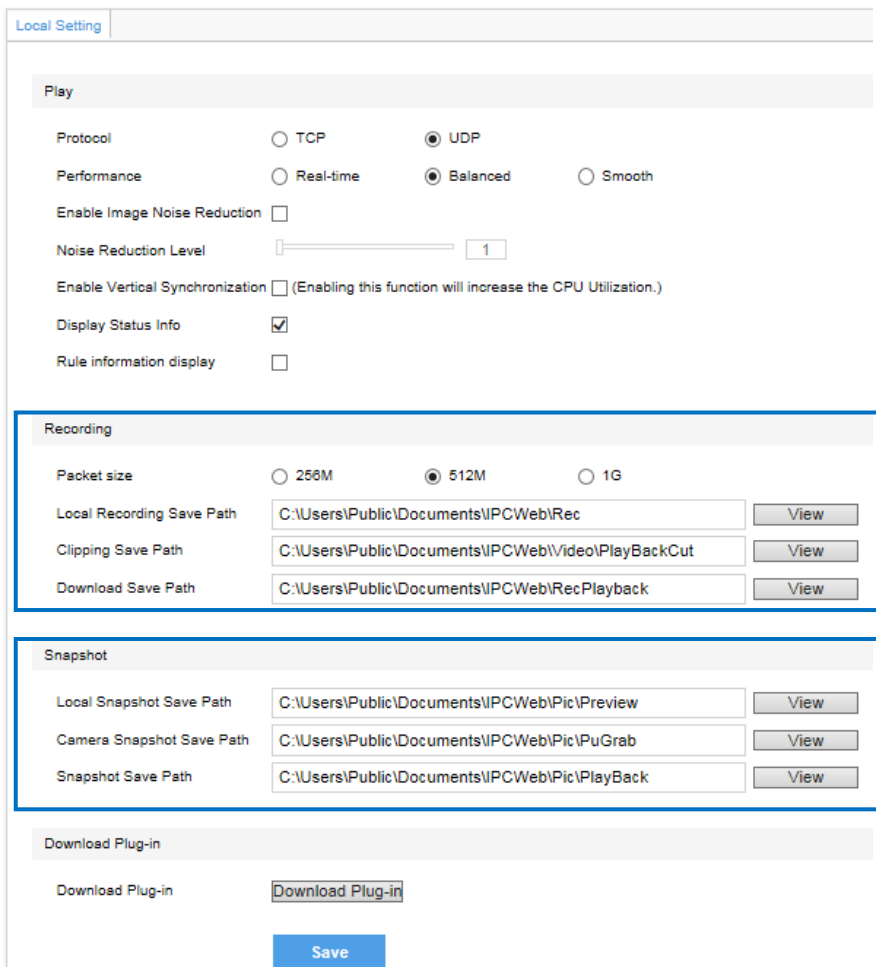 Local Setting
Play
Protocol TCP UDP
Performance Real-time Balanced Smooth
Enable Image Noise Reduction
Noise Reduction Level 1
Enable Vertical Synchronization (Enabling this function will increase the CPU Utilization.)
Display Status Info
Rule information display
Recording
Packet size 256M 512M 1G
Local Recording Save Path C:\Users\Public\Documents\IPCWeb\Rec View
Clipping Save Path C:\Users\Public\Documents\IPCWeb\Video\PlayBackCut View
Download Save Path C:\Users\Public\Documents\IPCWeb\RecPlayback View
Snapshot
Local Snapshot Save Path C:\Users\Public\Documents\IPCWeb\Pic\Preview View
Camera Snapshot Save Path C:\Users\Public\Documents\IPCWeb\Pic\PuGrab View
Snapshot Save Path C:\Users\Public\Documents\IPCWeb\Pic\PlayBack View
Download Plug-in
Download Plug-in Download Plug-in
Save